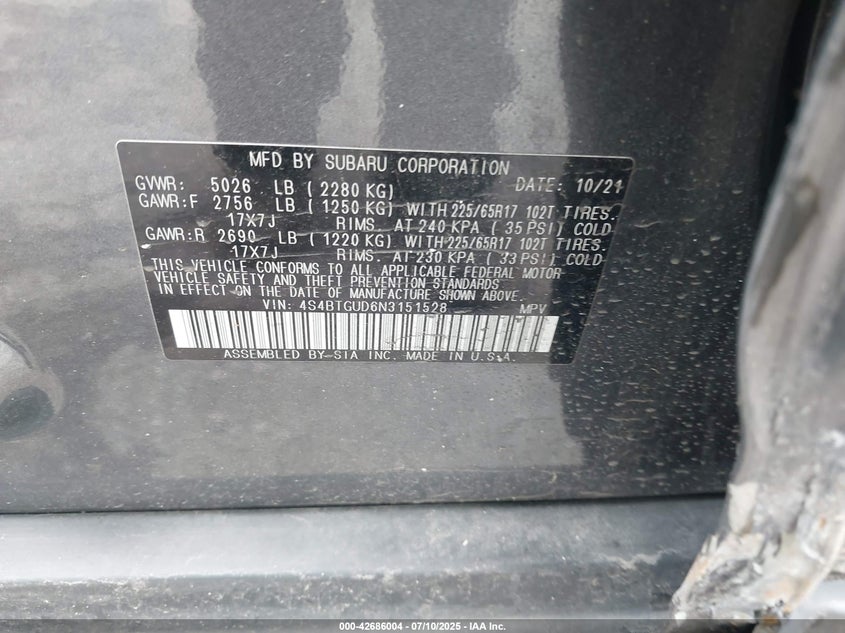 MFD BY SUBARU CORPORATION
GVWR: 5026 LB (2280 KG) DATE: 10/21
GAWR:F 2756 LB (1250 KG) WITH 225/65R17 102T TIRES.
17X7J RIMS. AT 240 KPA (35 PSI) COLD
GAWR:R 2690 LB (1220 KG) WITH 225/65R17 102T TIRES.
17X7J RIMS. AT 230 KPA (33 PSI) COLD
THIS VEHICLE CONFORMS TO ALL APPLICABLE FEDERAL MOTOR
VEHICLE SAFETY AND THEFT PREVENTION STANDARDS
IN EFFECT ON THE DATE OF MANUFACTURE SHOWN ABOVE.
VIN: 4S4BTGUD6N3151528 MPV
ASSEMBLED BY SIA INC. MADE IN U.S.A.
000-42686004 / 07/10/2025 - IAA Inc.